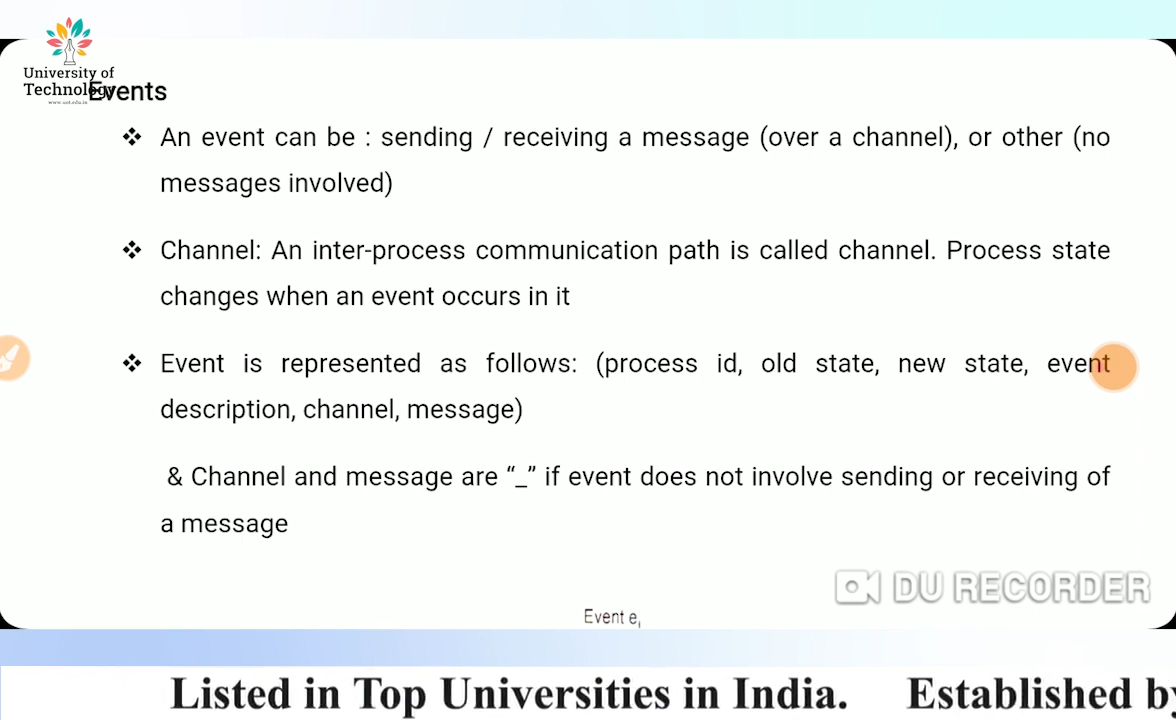 University of
Technology
www.uot.edu.in
Events
❖ An event can be : sending / receiving a message (over a channel), or other (no
messages involved)
❖ Channel: An inter-process communication path is called channel. Process state
changes when an event occurs in it
❖ Event is represented as follows: (process id, old state, new state, event
description, channel, message)
& Channel and message are “_” if event does not involve sending or receiving of
a message
DU RECORDER
Event eᵢ
Listed in Top Universities in India. Established by